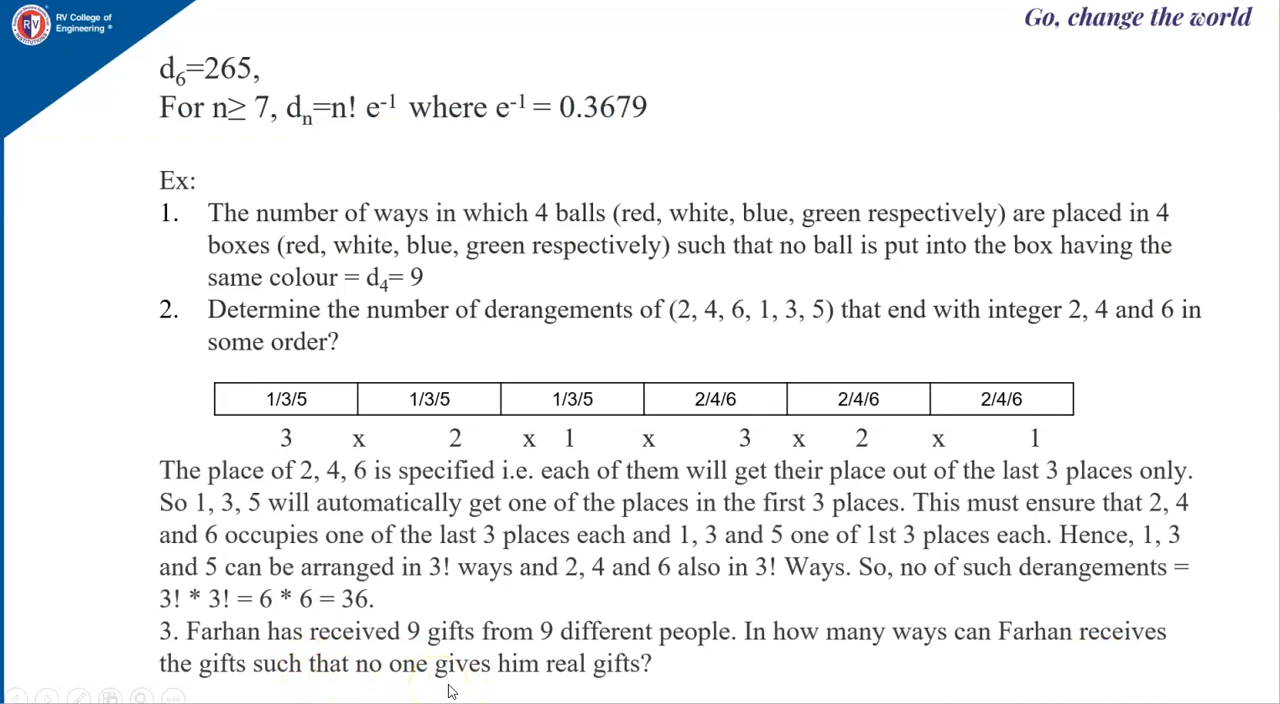 RV College of
Engineering ®
Go, change the world
d₆=265,
For n≥ 7, dₙ=n! e⁻¹ where e⁻¹ = 0.3679
Ex:
1. The number of ways in which 4 balls (red, white, blue, green respectively) are placed in 4
boxes (red, white, blue, green respectively) such that no ball is put into the box having the
same colour = d₄= 9
2. Determine the number of derangements of (2, 4, 6, 1, 3, 5) that end with integer 2, 4 and 6 in
some order?
1/3/5 1/3/5 1/3/5 2/4/6 2/4/6 2/4/6
3 x 2 x 1 x 3 x 2 x 1
The place of 2, 4, 6 is specified i.e. each of them will get their place out of the last 3 places only.
So 1, 3, 5 will automatically get one of the places in the first 3 places. This must ensure that 2, 4
and 6 occupies one of the last 3 places each and 1, 3 and 5 one of 1st 3 places each. Hence, 1, 3
and 5 can be arranged in 3! ways and 2, 4 and 6 also in 3! Ways. So, no of such derangements =
3! * 3! = 6 * 6 = 36.
3. Farhan has received 9 gifts from 9 different people. In how many ways can Farhan receives
the gifts such that no one gives him real gifts?